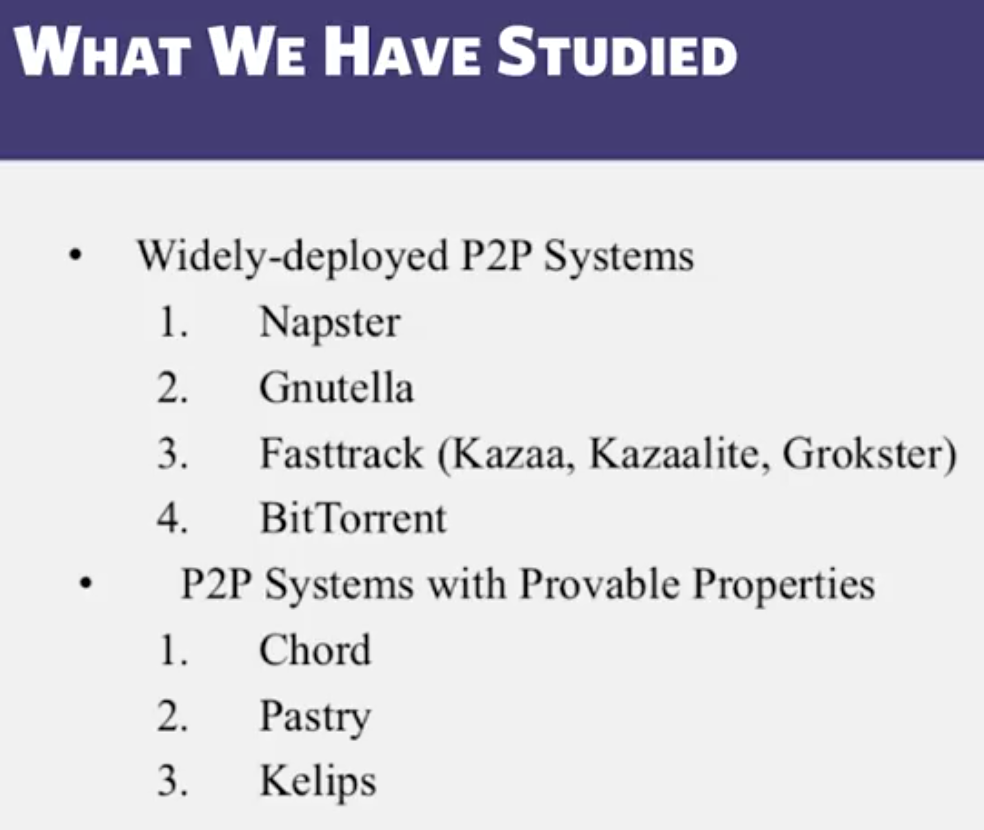 WHAT WE HAVE STUDIED
• Widely-deployed P2P Systems
1. Napster
2. Gnutella
3. Fasttrack (Kazaa, Kazaalite, Grokster)
4. BitTorrent
• P2P Systems with Provable Properties
1. Chord
2. Pastry
3. Kelips